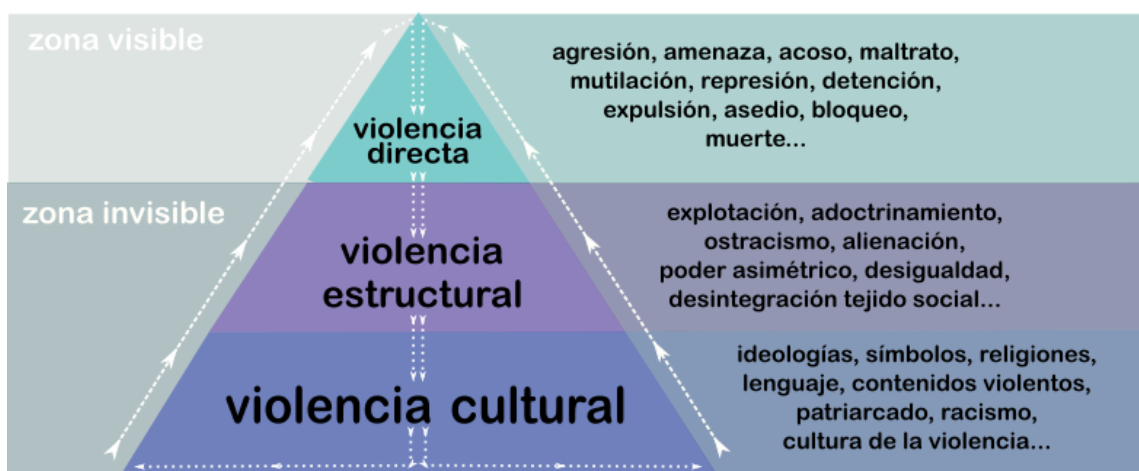 zona visible
agresión, amenaza, acoso, maltrato,
mutilación, represión, detención,
expulsión, asedio, bloqueo,
muerte...
violencia
directa
zona invisible
explotación, adoctrinamiento,
ostracismo, alienación,
poder asimétrico, desigualdad,
desintegración tejido social...
violencia
estructural
ideologías, símbolos, religiones,
lenguaje, contenidos violentos,
patriarcado, racismo,
cultura de la violencia...
violencia cultural